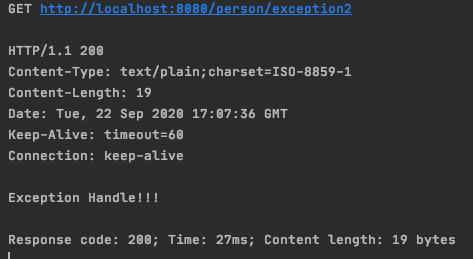 GET http://localhost:8080/person/exception2
HTTP/1.1 200
Content-Type: text/plain;charset=ISO-8859-1
Content-Length: 19
Date: Tue, 22 Sep 2020 17:07:36 GMT
Keep-Alive: timeout=60
Connection: keep-alive
Exception Handle!!!
Response code: 200; Time: 27ms; Content length: 19 bytes